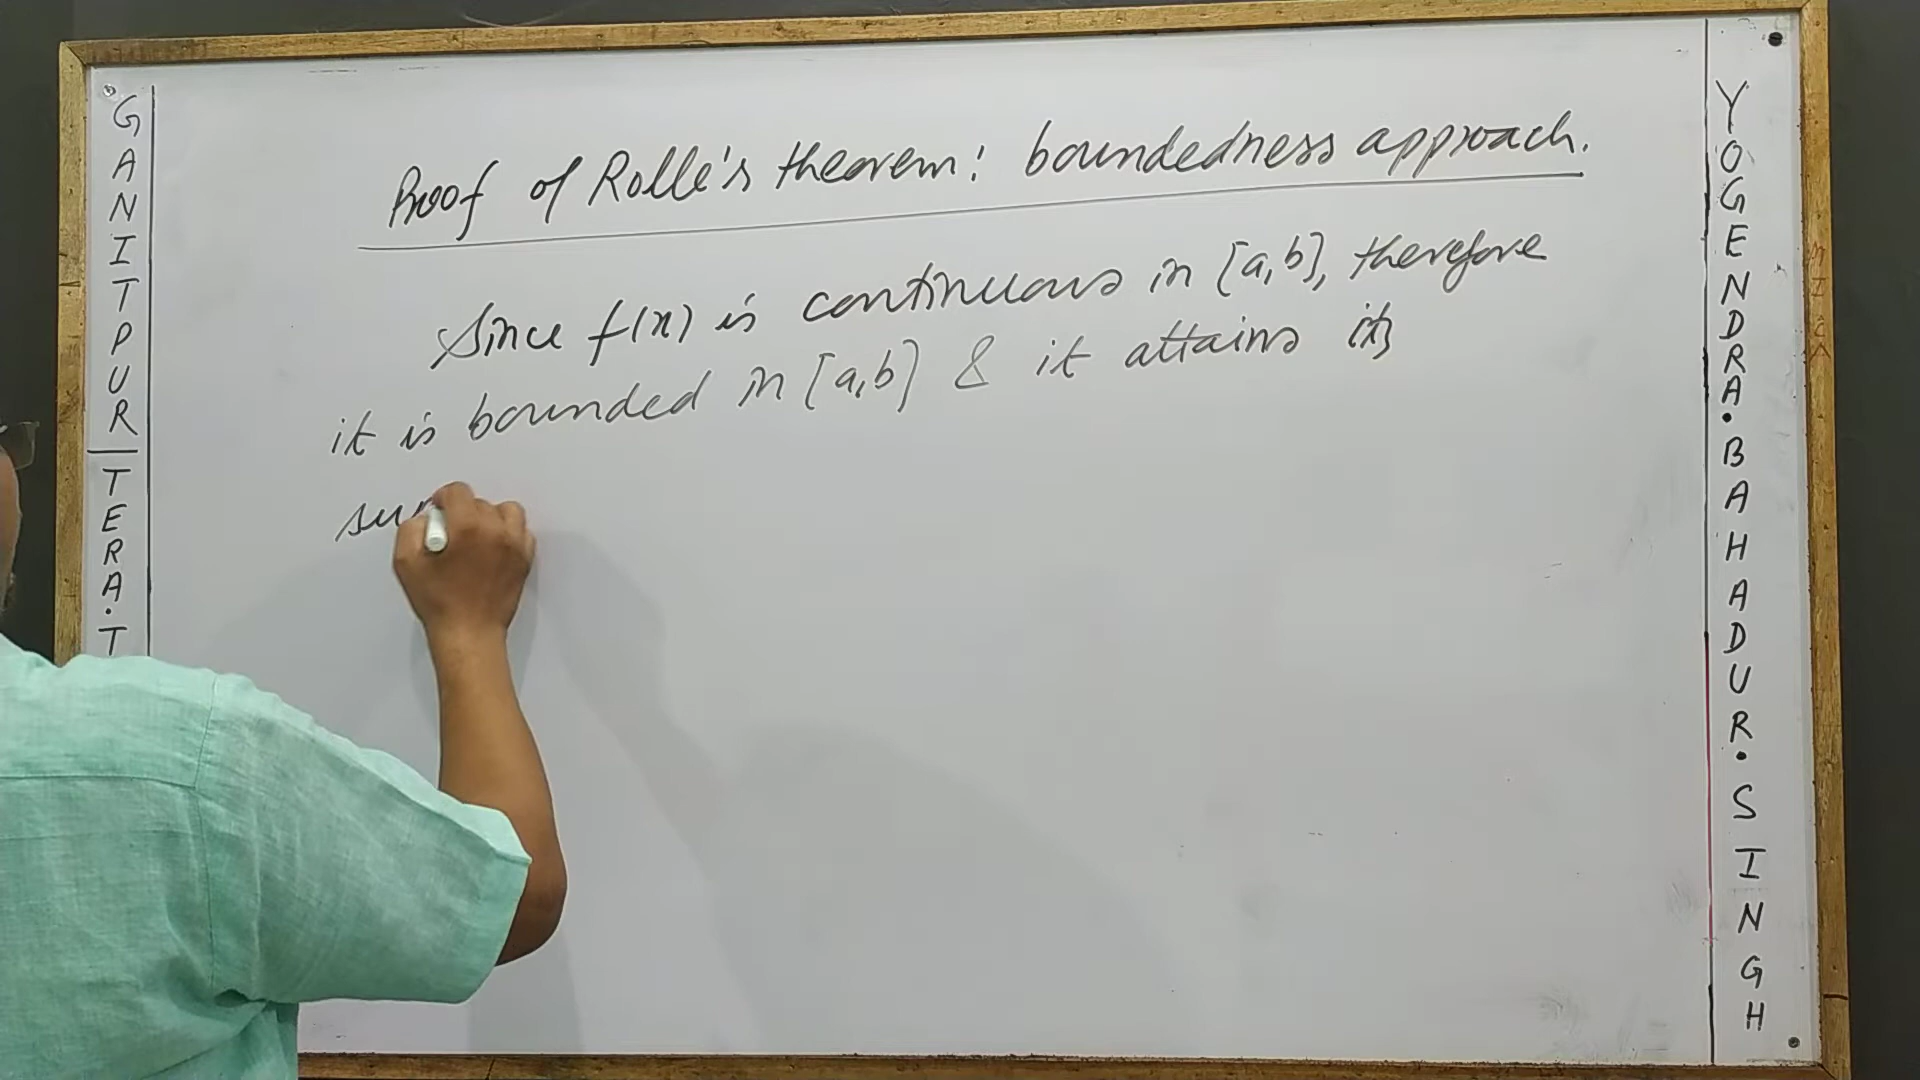 GANITPUR
TERA.T
Proof of Rolle's theorem: boundedness approach.
Since f(x) is continuous in [a,b], therefore
it is bounded in [a,b] & it attains its
YOGENDRA.BAHADUR.SINGH